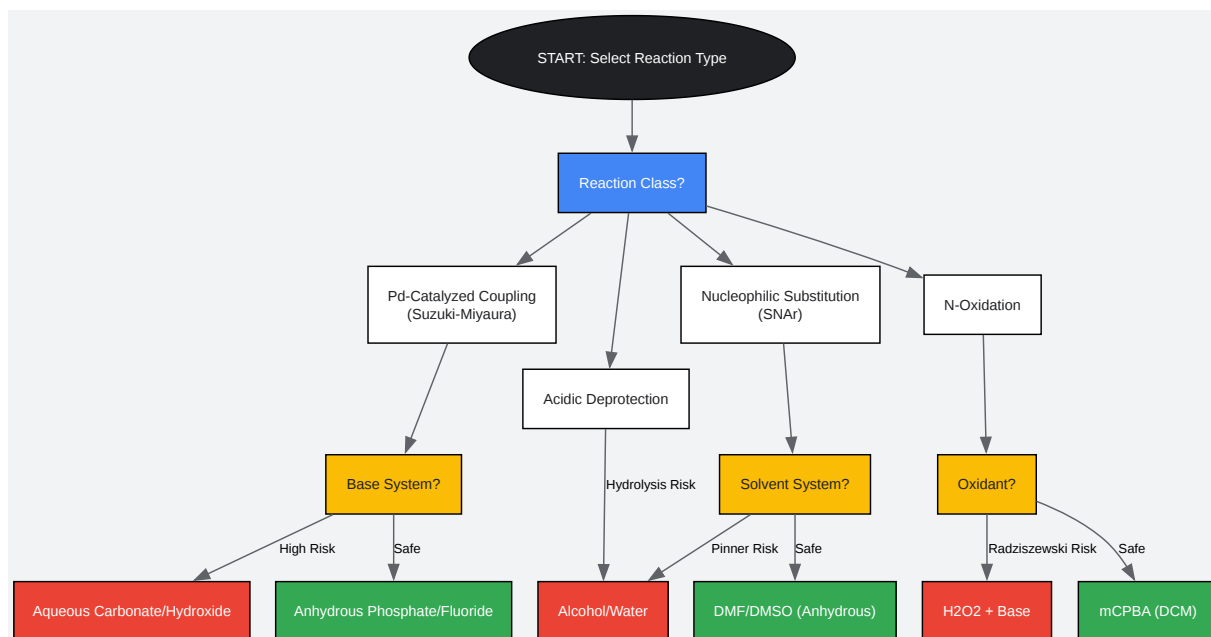 START: Select Reaction Type
Reaction Class?
Pd-Catalyzed Coupling
(Suzuki-Miyaura)
Nucleophilic Substitution
(SNAr)
N-Oxidation
Acidic Deprotection
Base System?
Hydrolysis Risk
Solvent System?
Oxidant?
High Risk
Safe
Pinner Risk
Safe
Radziszewski Risk
Safe
Aqueous Carbonate/Hydroxide
Anhydrous Phosphate/Fluoride
Alcohol/Water
DMF/DMSO (Anhydrous)
H2O2 + Base
mCPBA (DCM)